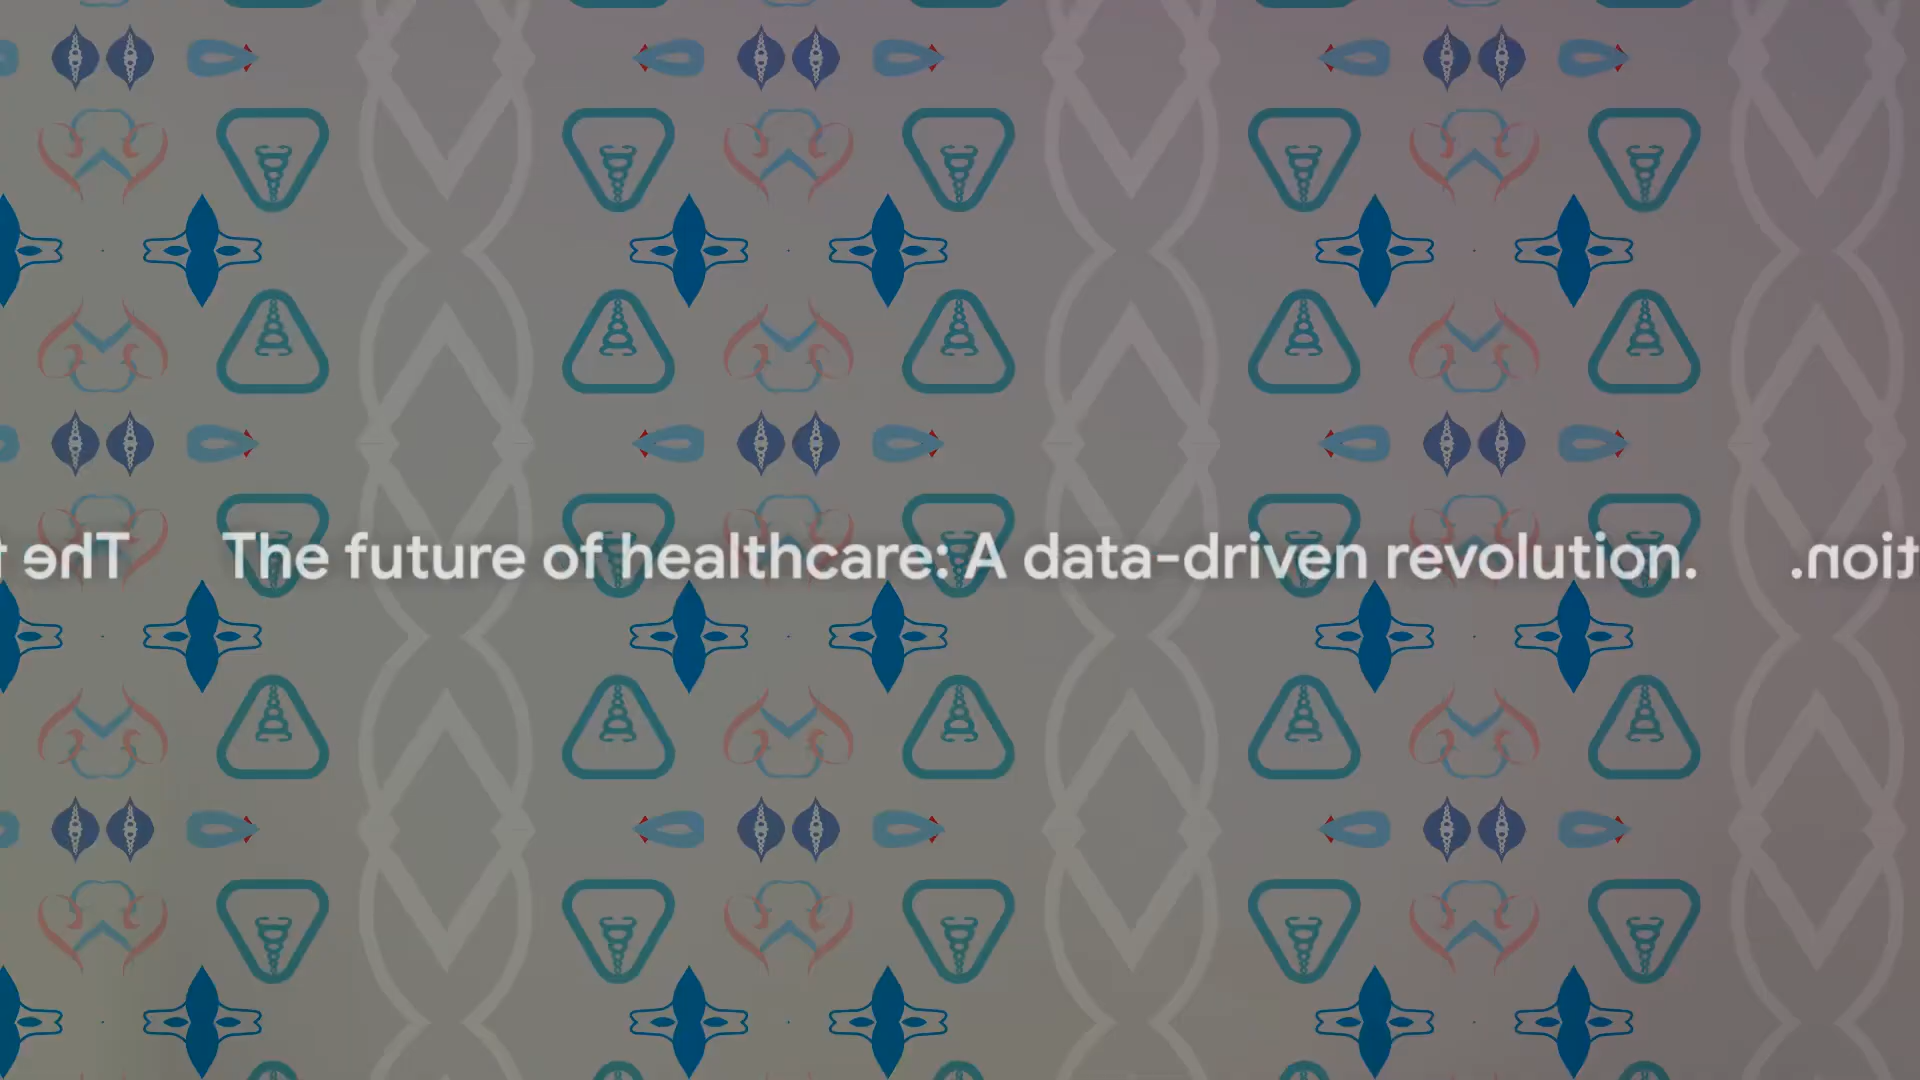 The future of healthcare: A data-driven revolution.